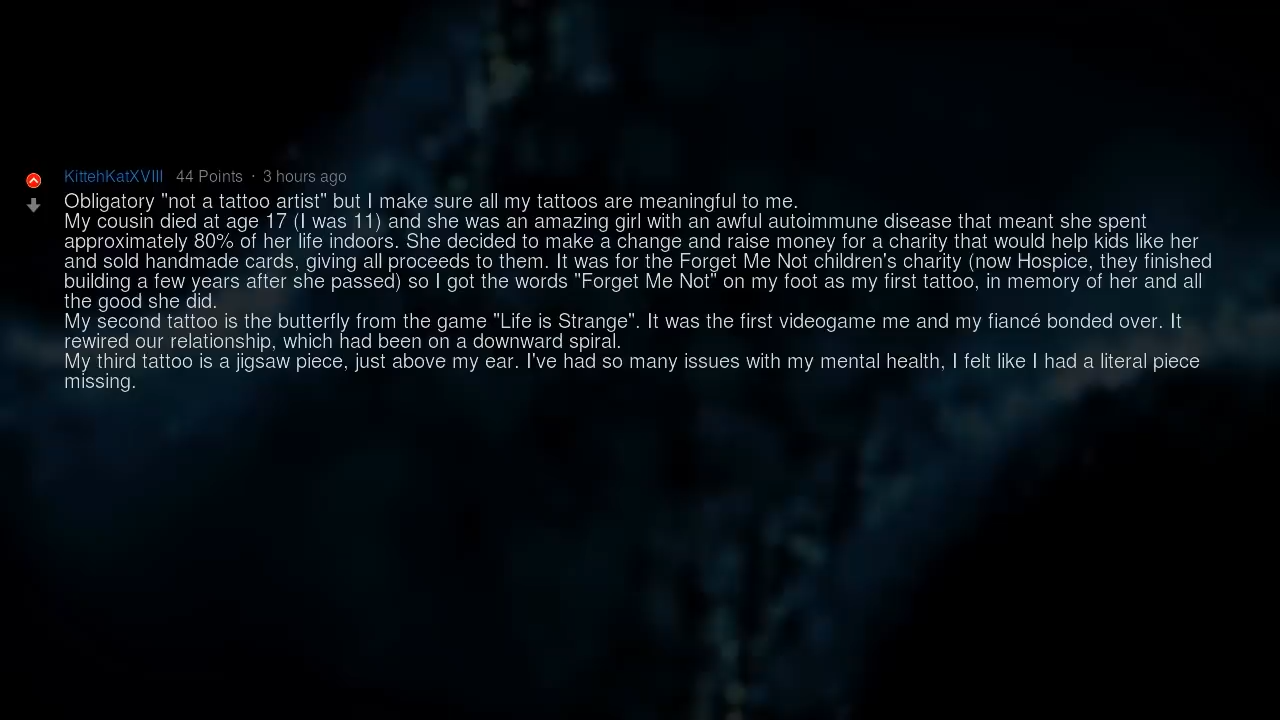 KittehKatXVIII 44 Points · 3 hours ago
Obligatory "not a tattoo artist" but I make sure all my tattoos are meaningful to me.
My cousin died at age 17 (I was 11) and she was an amazing girl with an awful autoimmune disease that meant she spent
approximately 80% of her life indoors. She decided to make a change and raise money for a charity that would help kids like her
and sold handmade cards, giving all proceeds to them. It was for the Forget Me Not children's charity (now Hospice, they finished
building a few years after she passed) so I got the words "Forget Me Not" on my foot as my first tattoo, in memory of her and all
the good she did.
My second tattoo is the butterfly from the game "Life is Strange". It was the first videogame me and my fiancé bonded over. It
rewired our relationship, which had been on a downward spiral.
My third tattoo is a jigsaw piece, just above my ear. I've had so many issues with my mental health, I felt like I had a literal piece
missing.